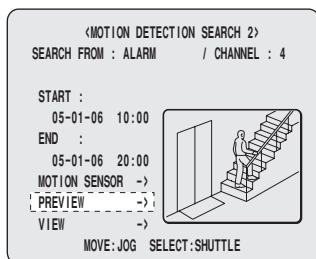 <MOTION DETECTION SEARCH 2>
SEARCH FROM : ALARM / CHANNEL : 4
START :
05-01-06 10:00
END :
05-01-06 20:00
MOTION SENSOR ->
PREVIEW ->
VIEW ->
MOVE:JOG SELECT:SHUTTLE